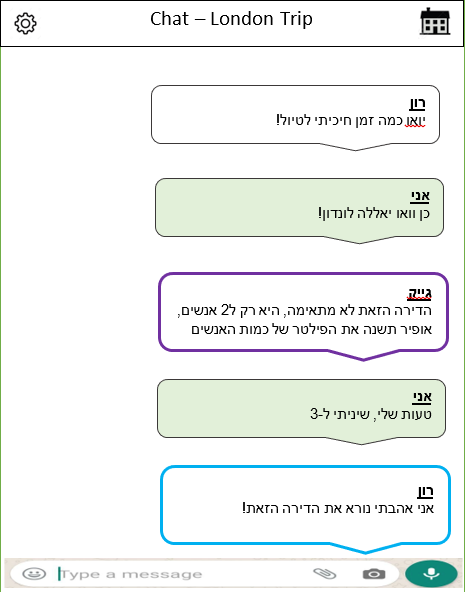 Chat – London Trip
רון
יואו כמה זמן חיכיתי לטיול!
אני
כן וואו יאללה לונדון!
גייק
הדירה הזאת לא מתאימה, היא רק ל2 אנשים,
אופיר תשנה את הפילטר של כמות האנשים
אני
טעות שלי, שיניתי ל-3
רון
אני אהבתי נורא את הדירה הזאת!
Type a message